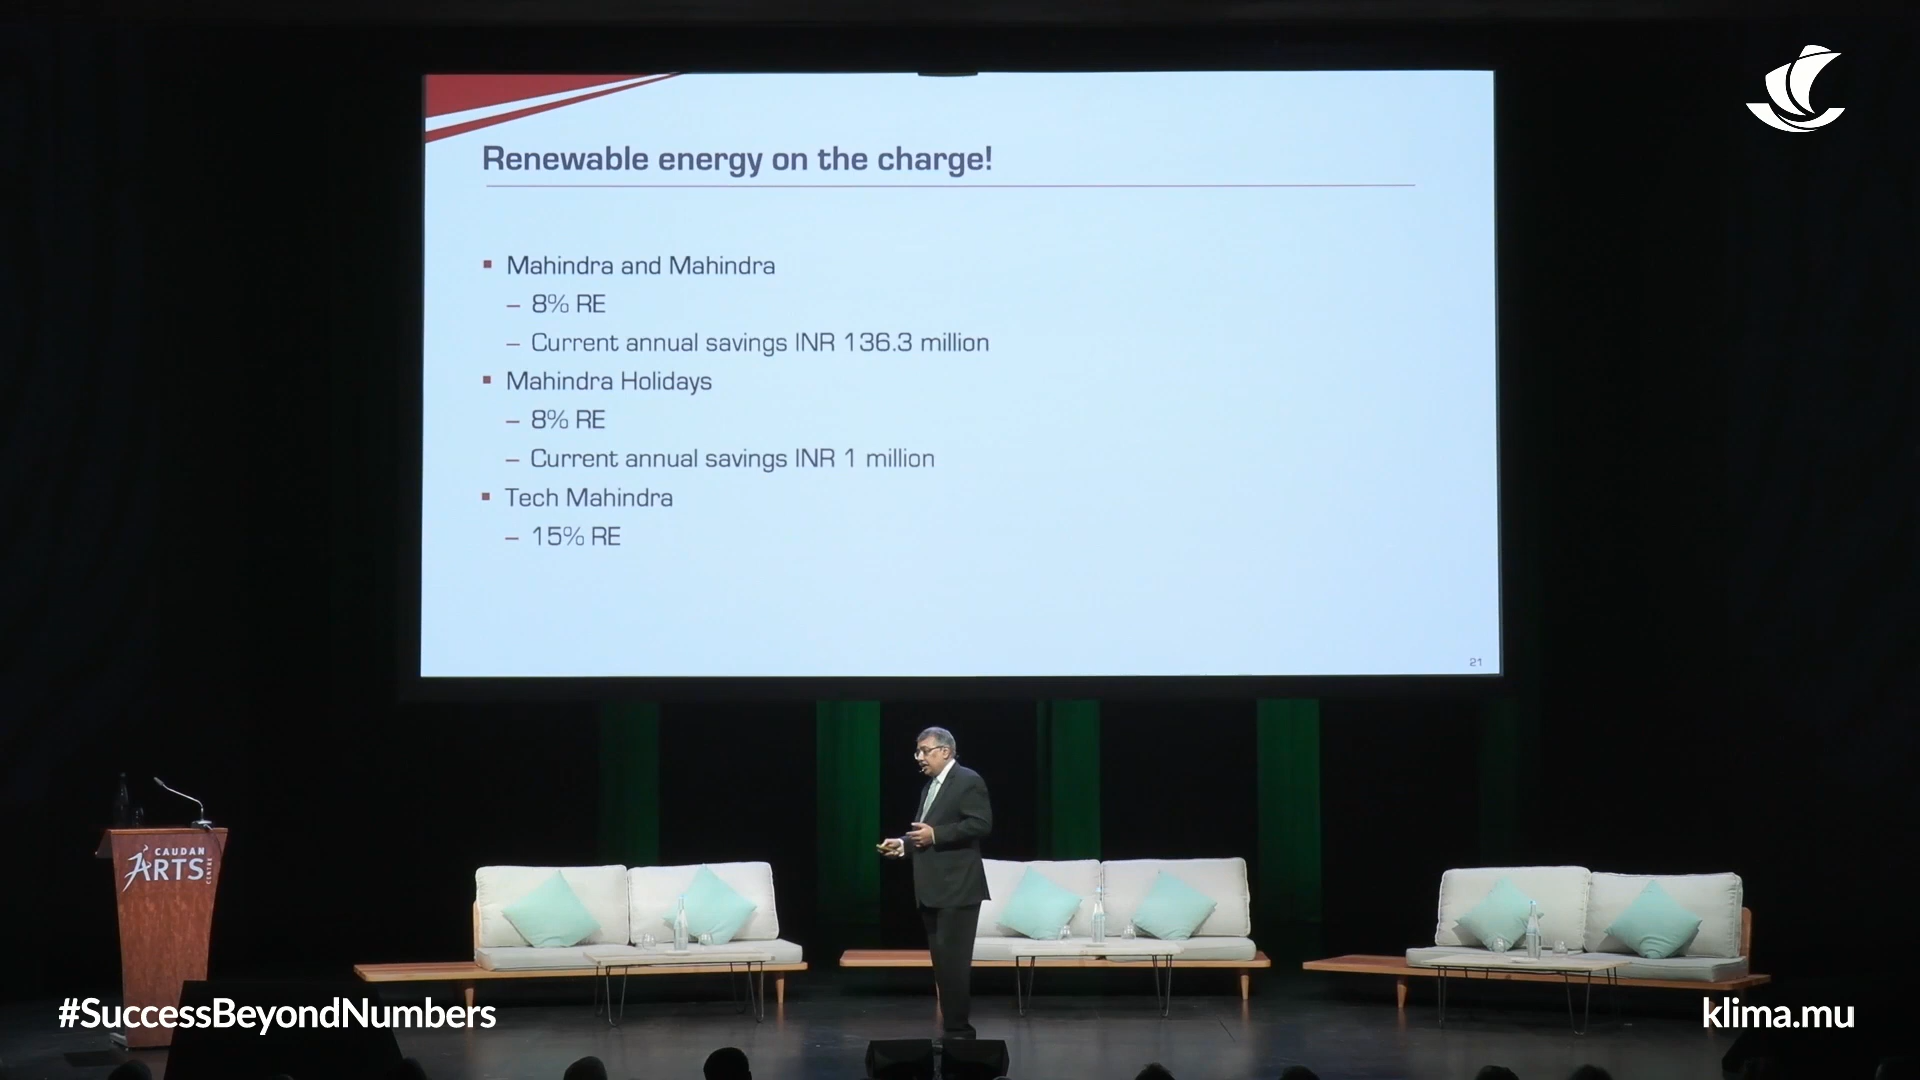 Renewable energy on the charge!
▪ Mahindra and Mahindra
– 8% RE
– Current annual savings INR 136.3 million
▪ Mahindra Holidays
– 8% RE
– Current annual savings INR 1 million
▪ Tech Mahindra
– 15% RE
21
CAUDAN
ARTS
CENTRE
#SuccessBeyondNumbers
klima.mu